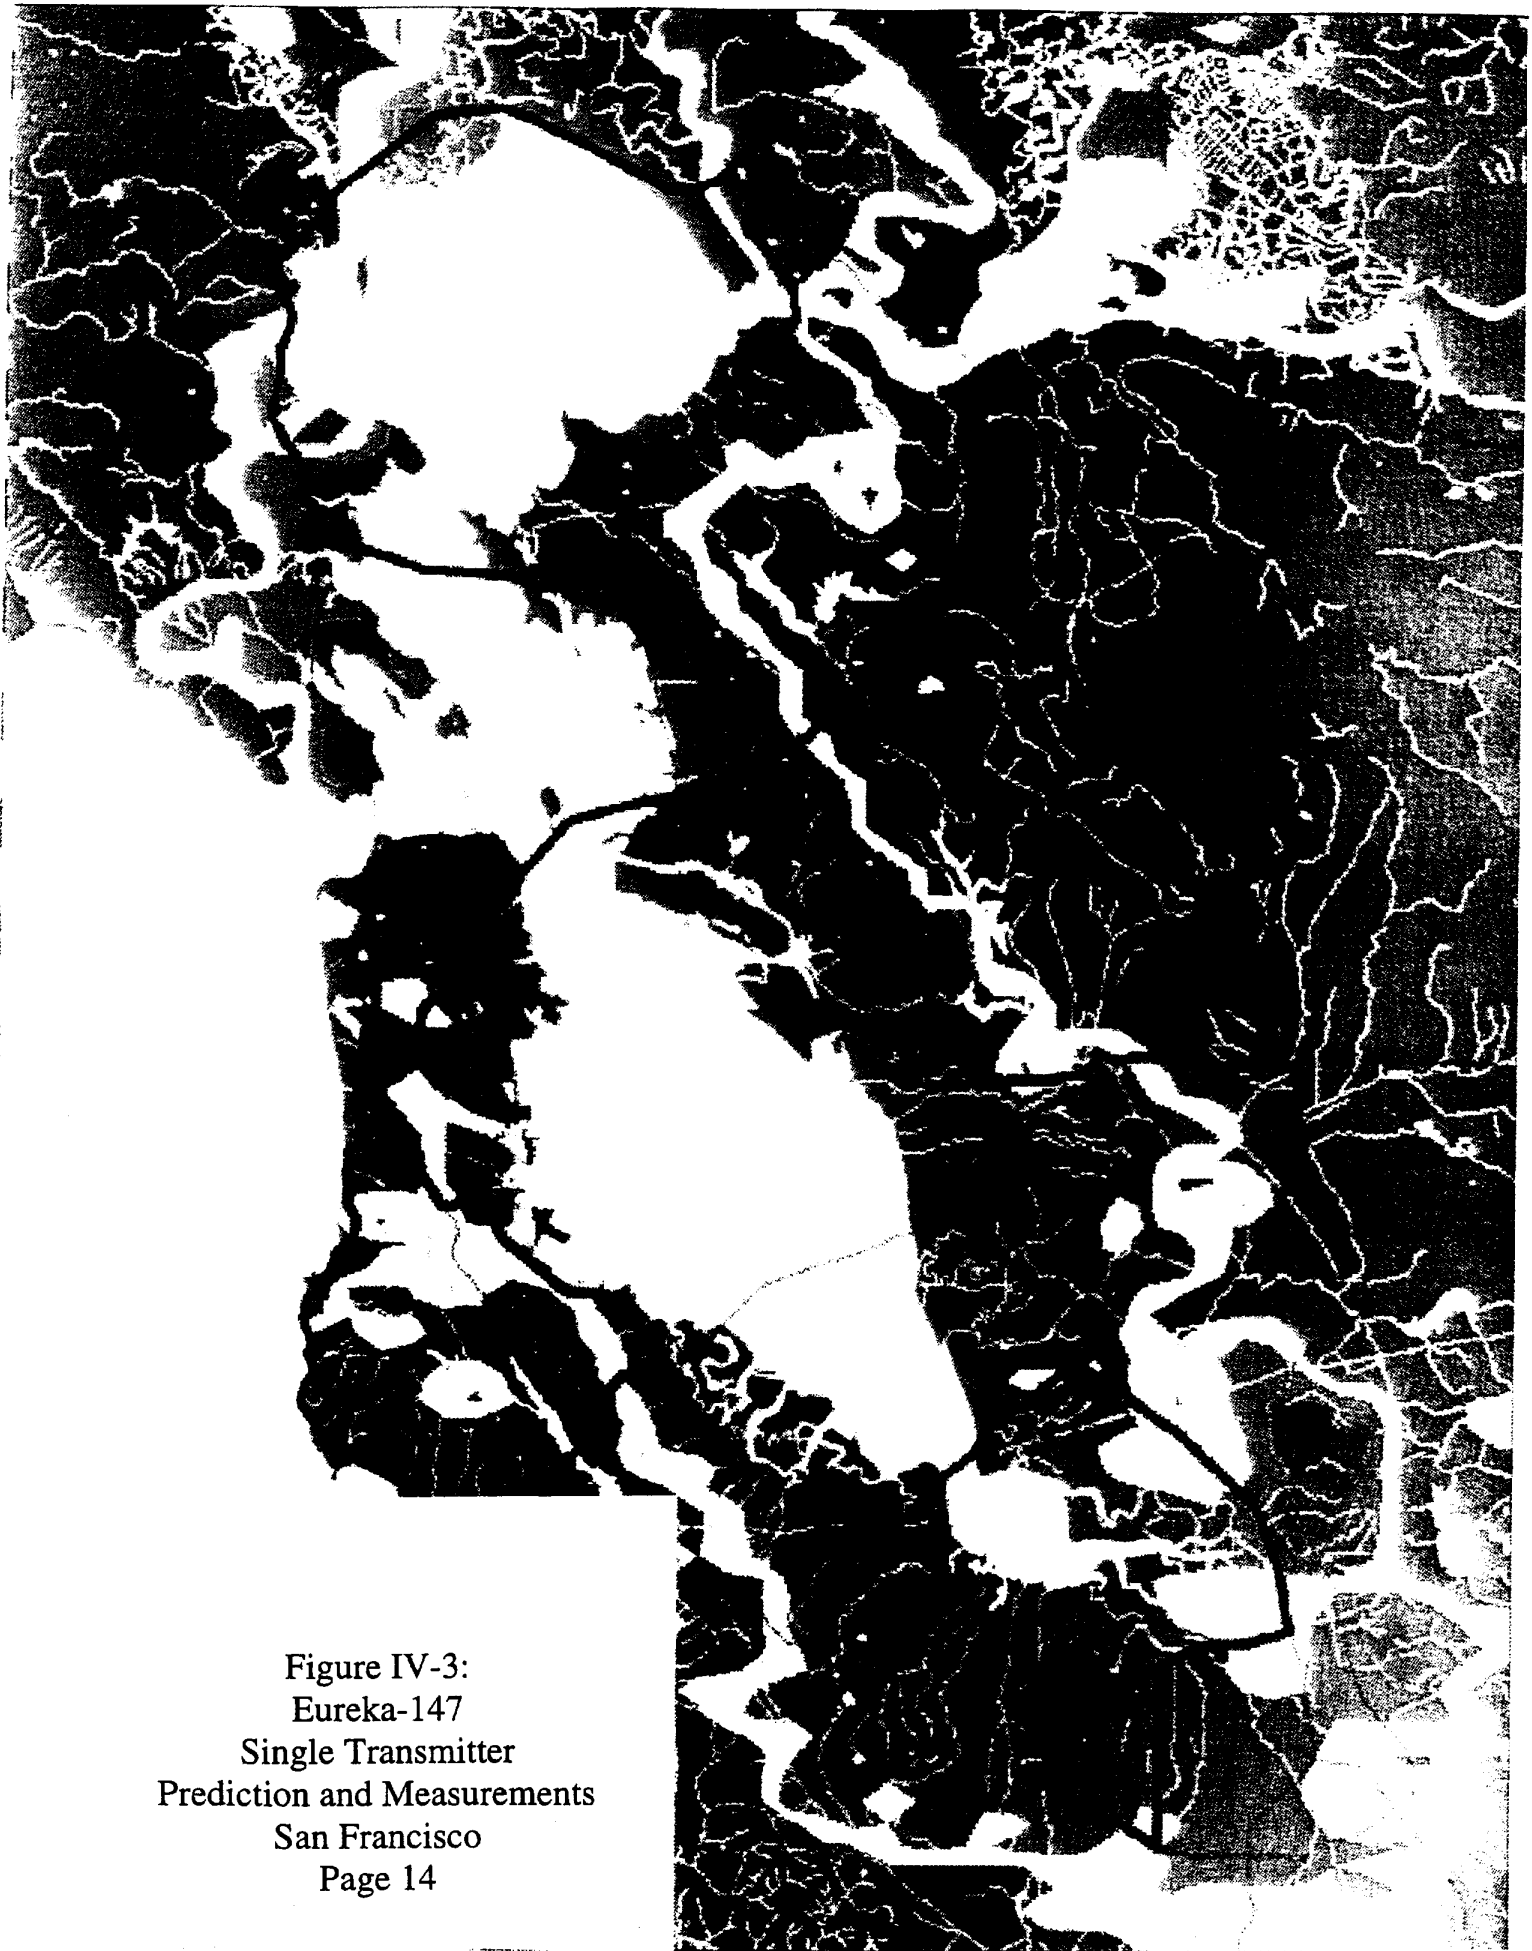 Figure IV-3:
Eureka-147
Single Transmitter
Prediction and Measurements
San Francisco
Page 14